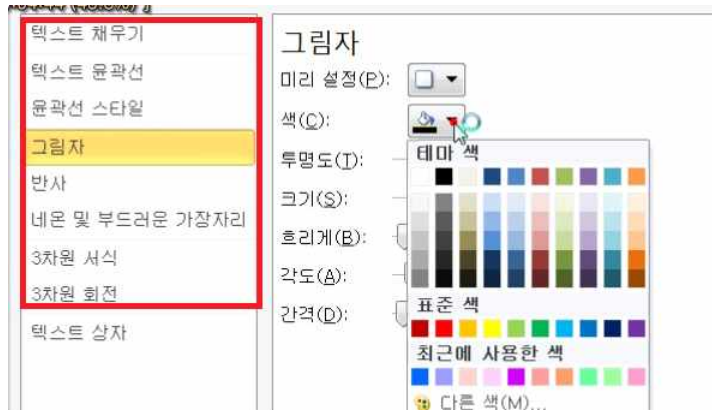 텍스트 채우기
텍스트 윤곽선
윤곽선 스타일
그림자
반사
네온 및 부드러운 가장자리
3차원 서식
3차원 회전
텍스트 상자
그림자
미리 설정(P):
색(C):
투명도(T):
크기(S):
흐리게(B):
각도(A):
간격(D):
테마 색
표준 색
최근에 사용한 색
다른 색(M)...